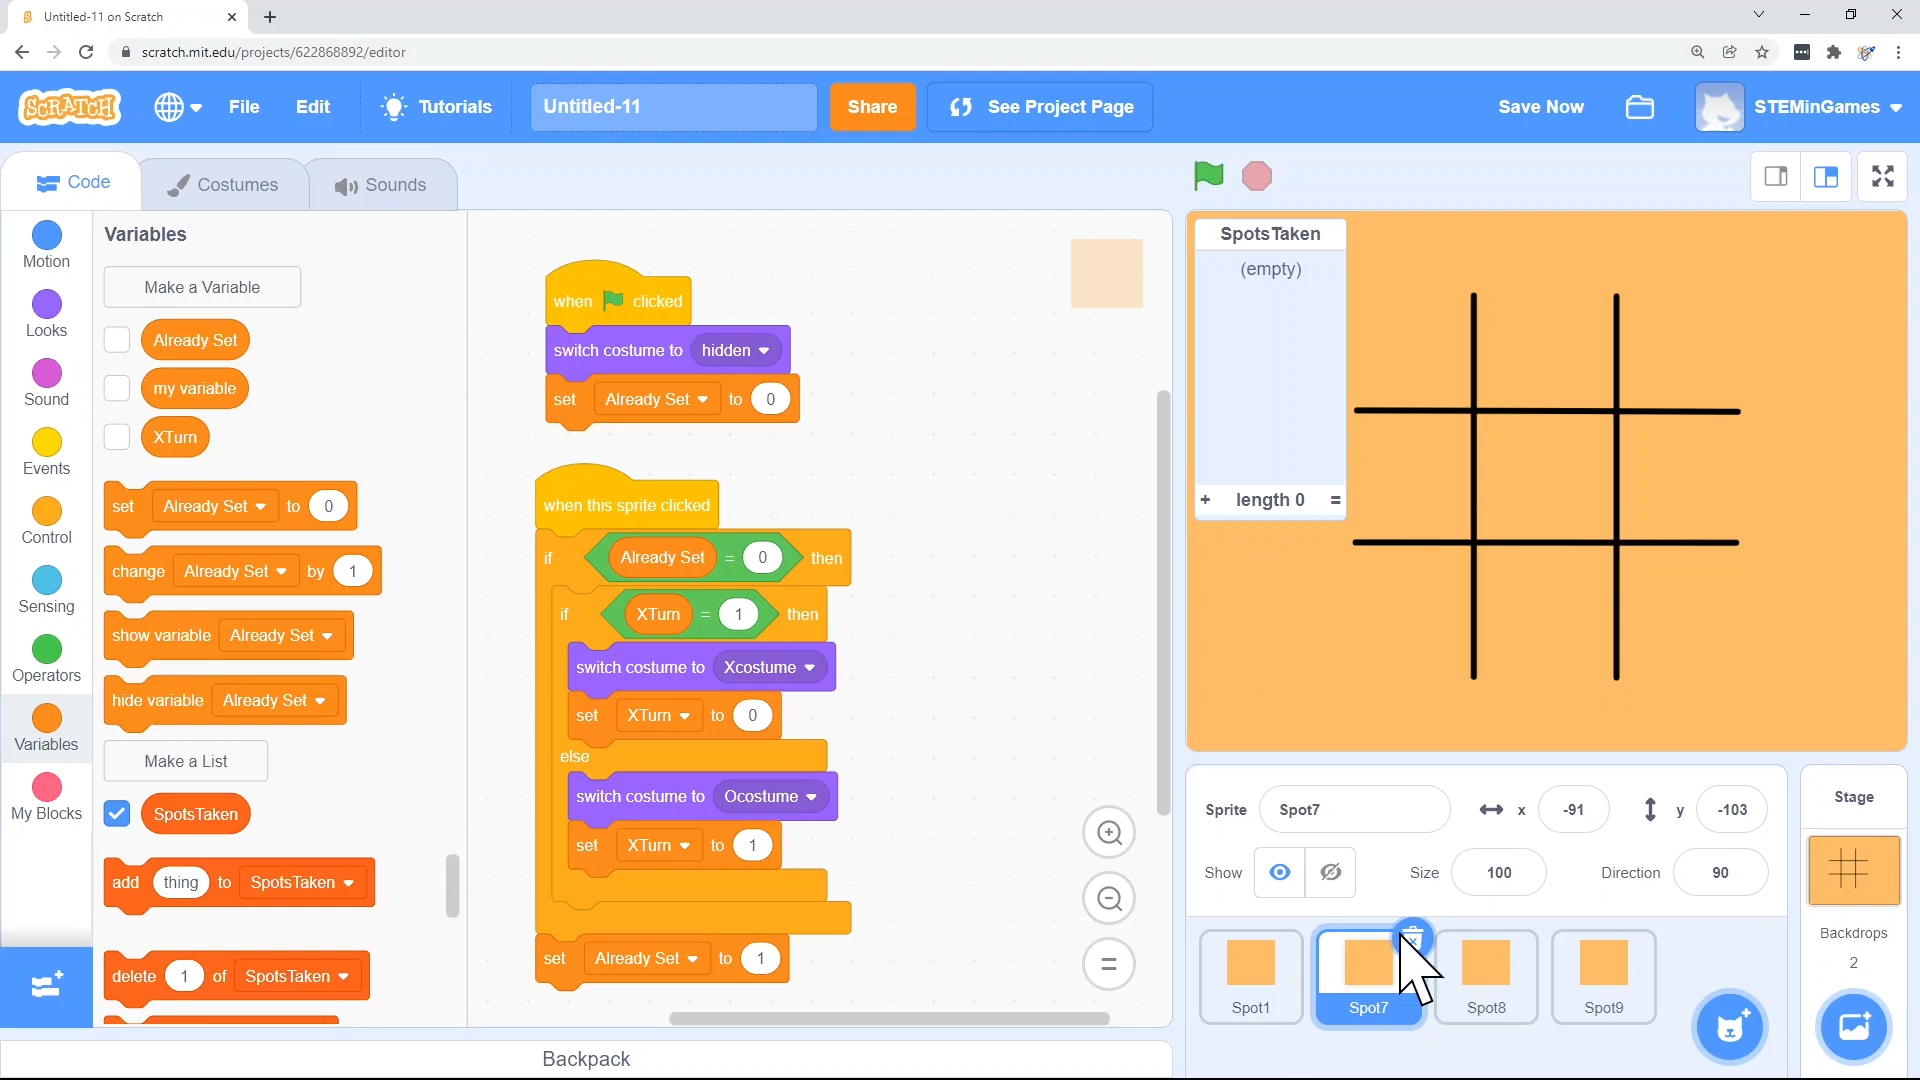 Untitled-11 on Scratch
scratch.mit.edu/projects/622868892/editor
SCRATCH
File
Edit
Tutorials
Untitled-11
Share
See Project Page
Save Now
STEMinGames
Code
Costumes
Sounds
Motion
Looks
Sound
Events
Control
Sensing
Operators
Variables
My Blocks
Variables
Make a Variable
Already Set
my variable
XTurn
set Already Set to 0
change Already Set by 1
show variable Already Set
hide variable Already Set
Make a List
SpotsTaken
add thing to SpotsTaken
delete 1 of SpotsTaken
when clicked
switch costume to hidden
set Already Set to 0
when this sprite clicked
if Already Set = 0 then
if XTurn = 1 then
switch costume to Xcostume
set XTurn to 0
else
switch costume to Ocostume
set XTurn to 1
set Already Set to 1
Backpack
SpotsTaken
(empty)
+ length 0 =
Sprite Spot7 x -91 y -103
Show Size 100 Direction 90
Spot1
Spot7
Spot8
Spot9
Stage
Backdrops
2